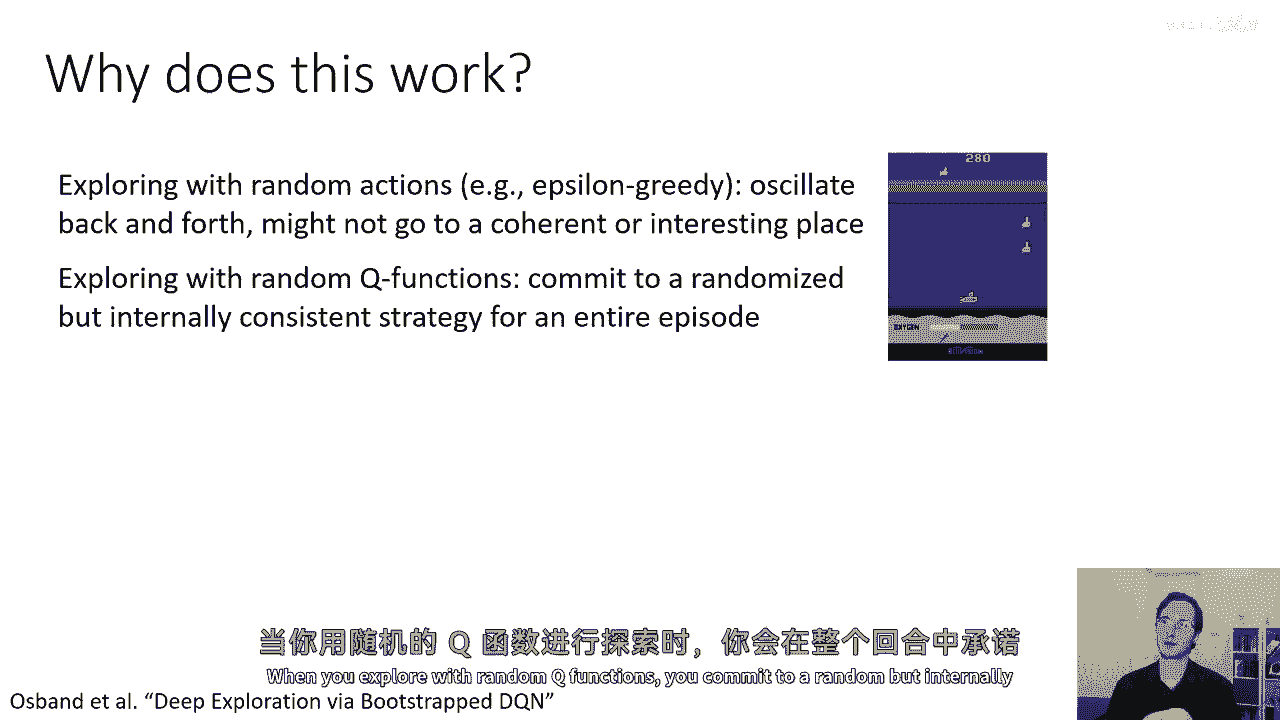 Why does this work?
Exploring with random actions (e.g., epsilon-greedy): oscillate
back and forth, might not go to a coherent or interesting place
Exploring with random Q-functions: commit to a randomized
but internally consistent strategy for an entire episode
280
当你用随机的 Q 函数进行探索时，你会在整个回合中承诺
When you explore with random Q functions, you commit to a random but internally
Osband et al. “Deep Exploration via Bootstrapped DQN”